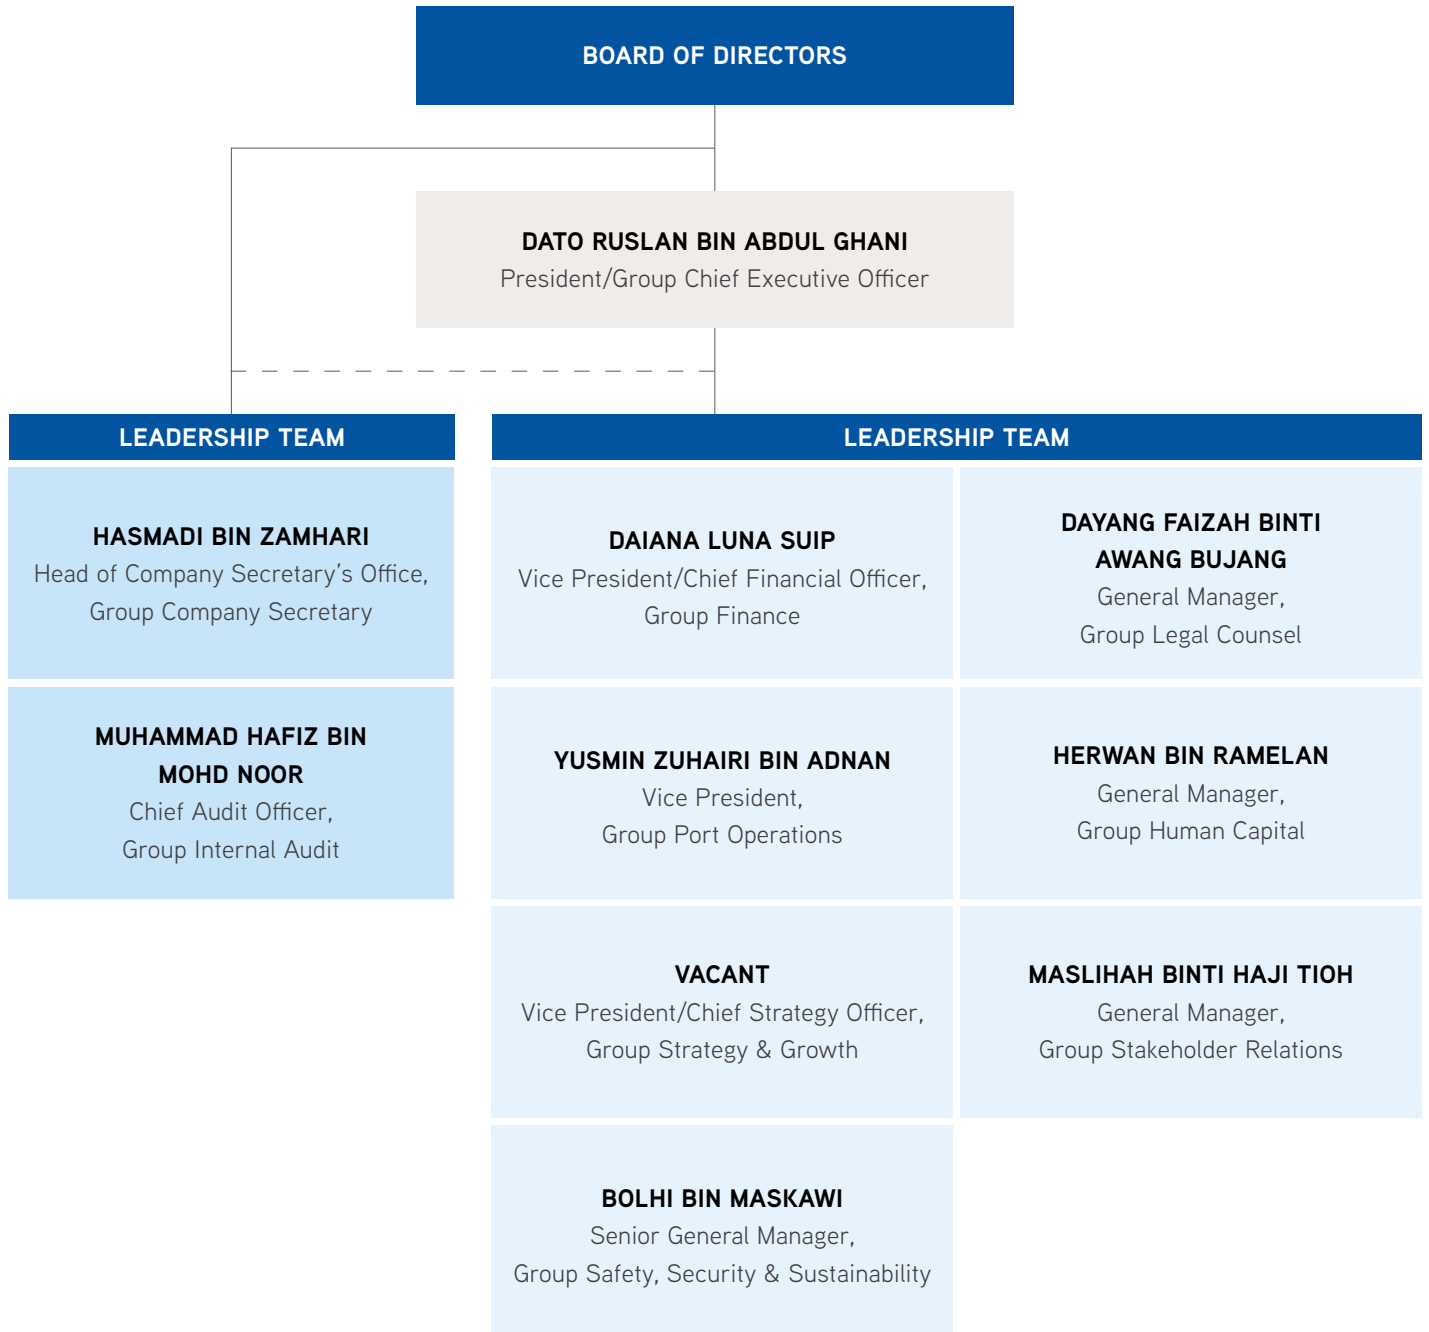 BOARD OF DIRECTORS
DATO RUSLAN BIN ABDUL GHANI
President/Group Chief Executive Officer
LEADERSHIP TEAM
HASMADI BIN ZAMHARI
Head of Company Secretary's Office,
Group Company Secretary
MUHAMMAD HAFIZ BIN
MOHD NOOR
Chief Audit Officer,
Group Internal Audit
LEADERSHIP TEAM
DAIANA LUNA SUIP
Vice President/Chief Financial Officer,
Group Finance
DAYANG FAIZAH BINTI
AWANG BUJANG
General Manager,
Group Legal Counsel
YUSMIN ZUHAIRI BIN ADNAN
Vice President,
Group Port Operations
HERWAN BIN RAMELAN
General Manager,
Group Human Capital
VACANT
Vice President/Chief Strategy Officer,
Group Strategy & Growth
MASLIHAH BINTI HAJI TIOH
General Manager,
Group Stakeholder Relations
BOLHI BIN MASKAWI
Senior General Manager,
Group Safety, Security & Sustainability